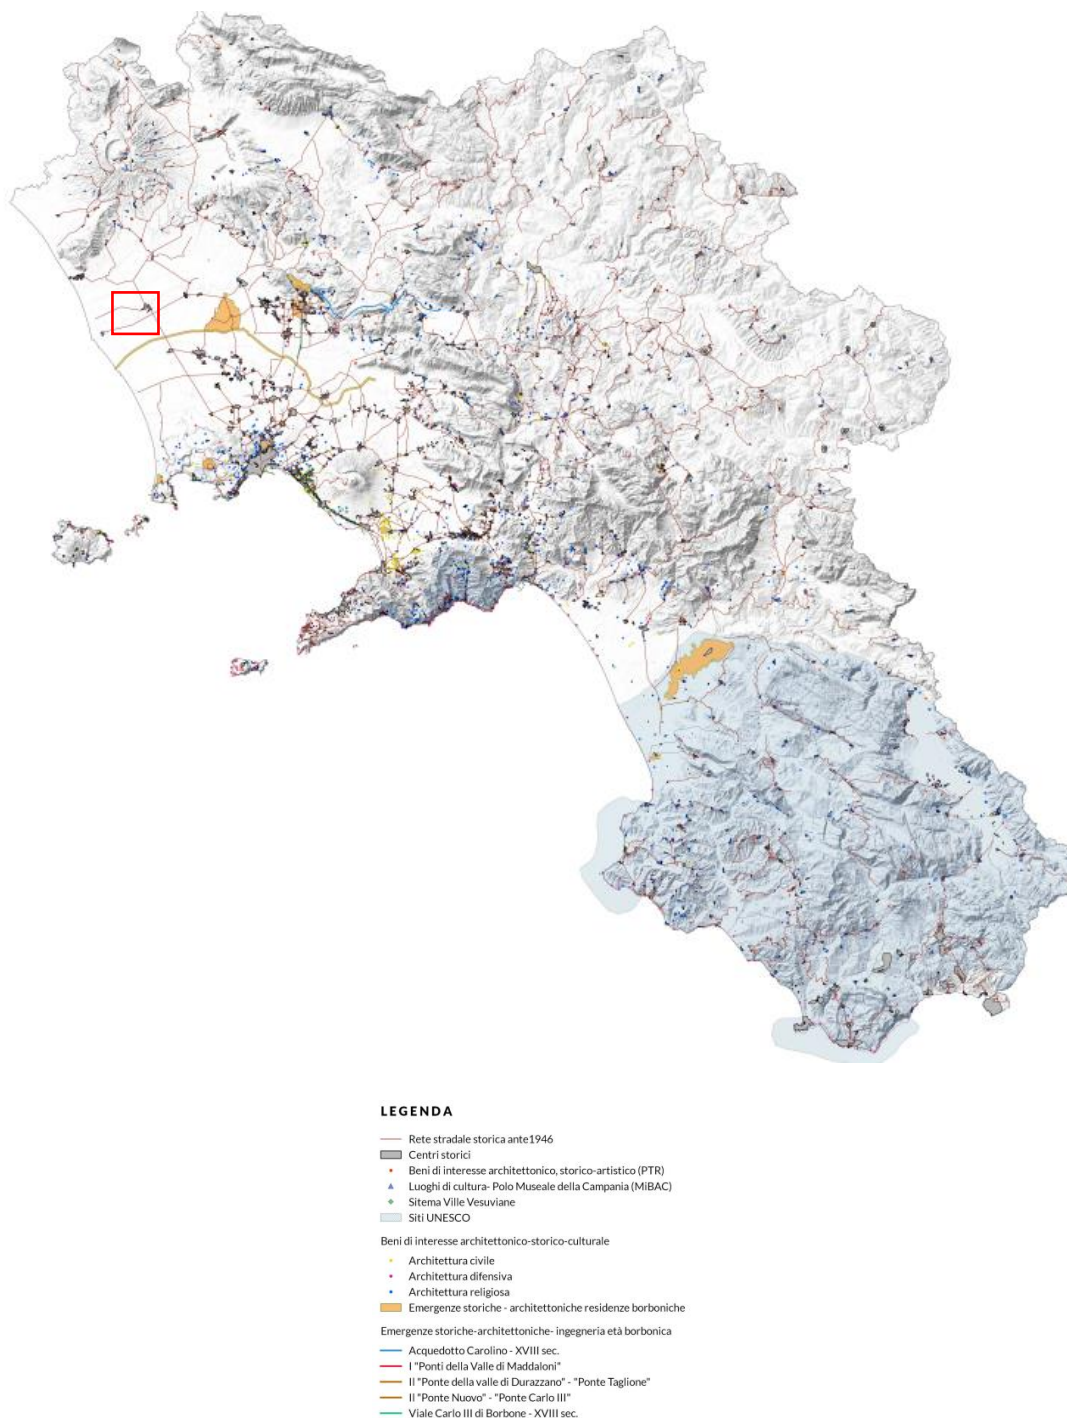 LEGENDA
Rete stradale storica ante1946
Centri storici
Beni di interesse architettonico, storico-artistico (PTR)
Luoghi di cultura- Polo Museale della Campania (MiBAC)
Sitema Ville Vesuviane
Siti UNESCO
Beni di interesse architettonico-storico-culturale
Architettura civile
Architettura difensiva
Architettura religiosa
Emergenze storiche - architettoniche residenze borboniche
Emergenze storiche-architettoniche- ingegneria età borbonica
Acquedotto Carolino - XVIII sec.
I "Ponti della Valle di Maddaloni"
Il "Ponte della valle di Durazzano" - "Ponte Taglione"
Il "Ponte Nuovo" - "Ponte Carlo III"
Viale Carlo III di Borbone - XVIII sec.